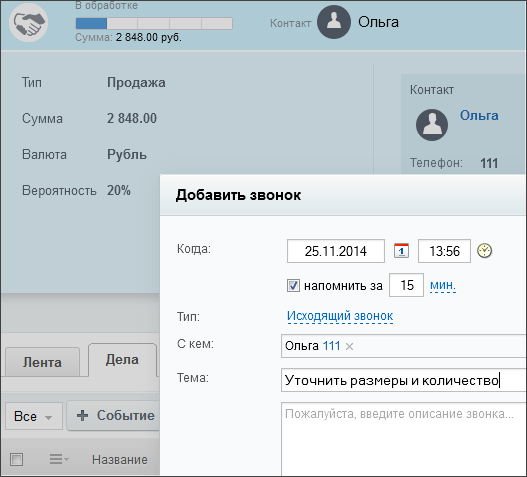 В обработке
Сумма: 2 848.00 руб.
Контакт Ольга
Тип Продажа
Сумма 2 848.00
Валюта Рубль
Вероятность 20%
Контакт
Ольга
Телефон: 111
Добавить звонок
Когда: 25.11.2014 1 13:56
напомнить за 15 мин.
Тип: Исходящий звонок
С кем: Ольга 111 ×
Тема: Уточнить размеры и количество
Пожалуйста, введите описание звонка...
Лента Дела
Все + Событие
Название